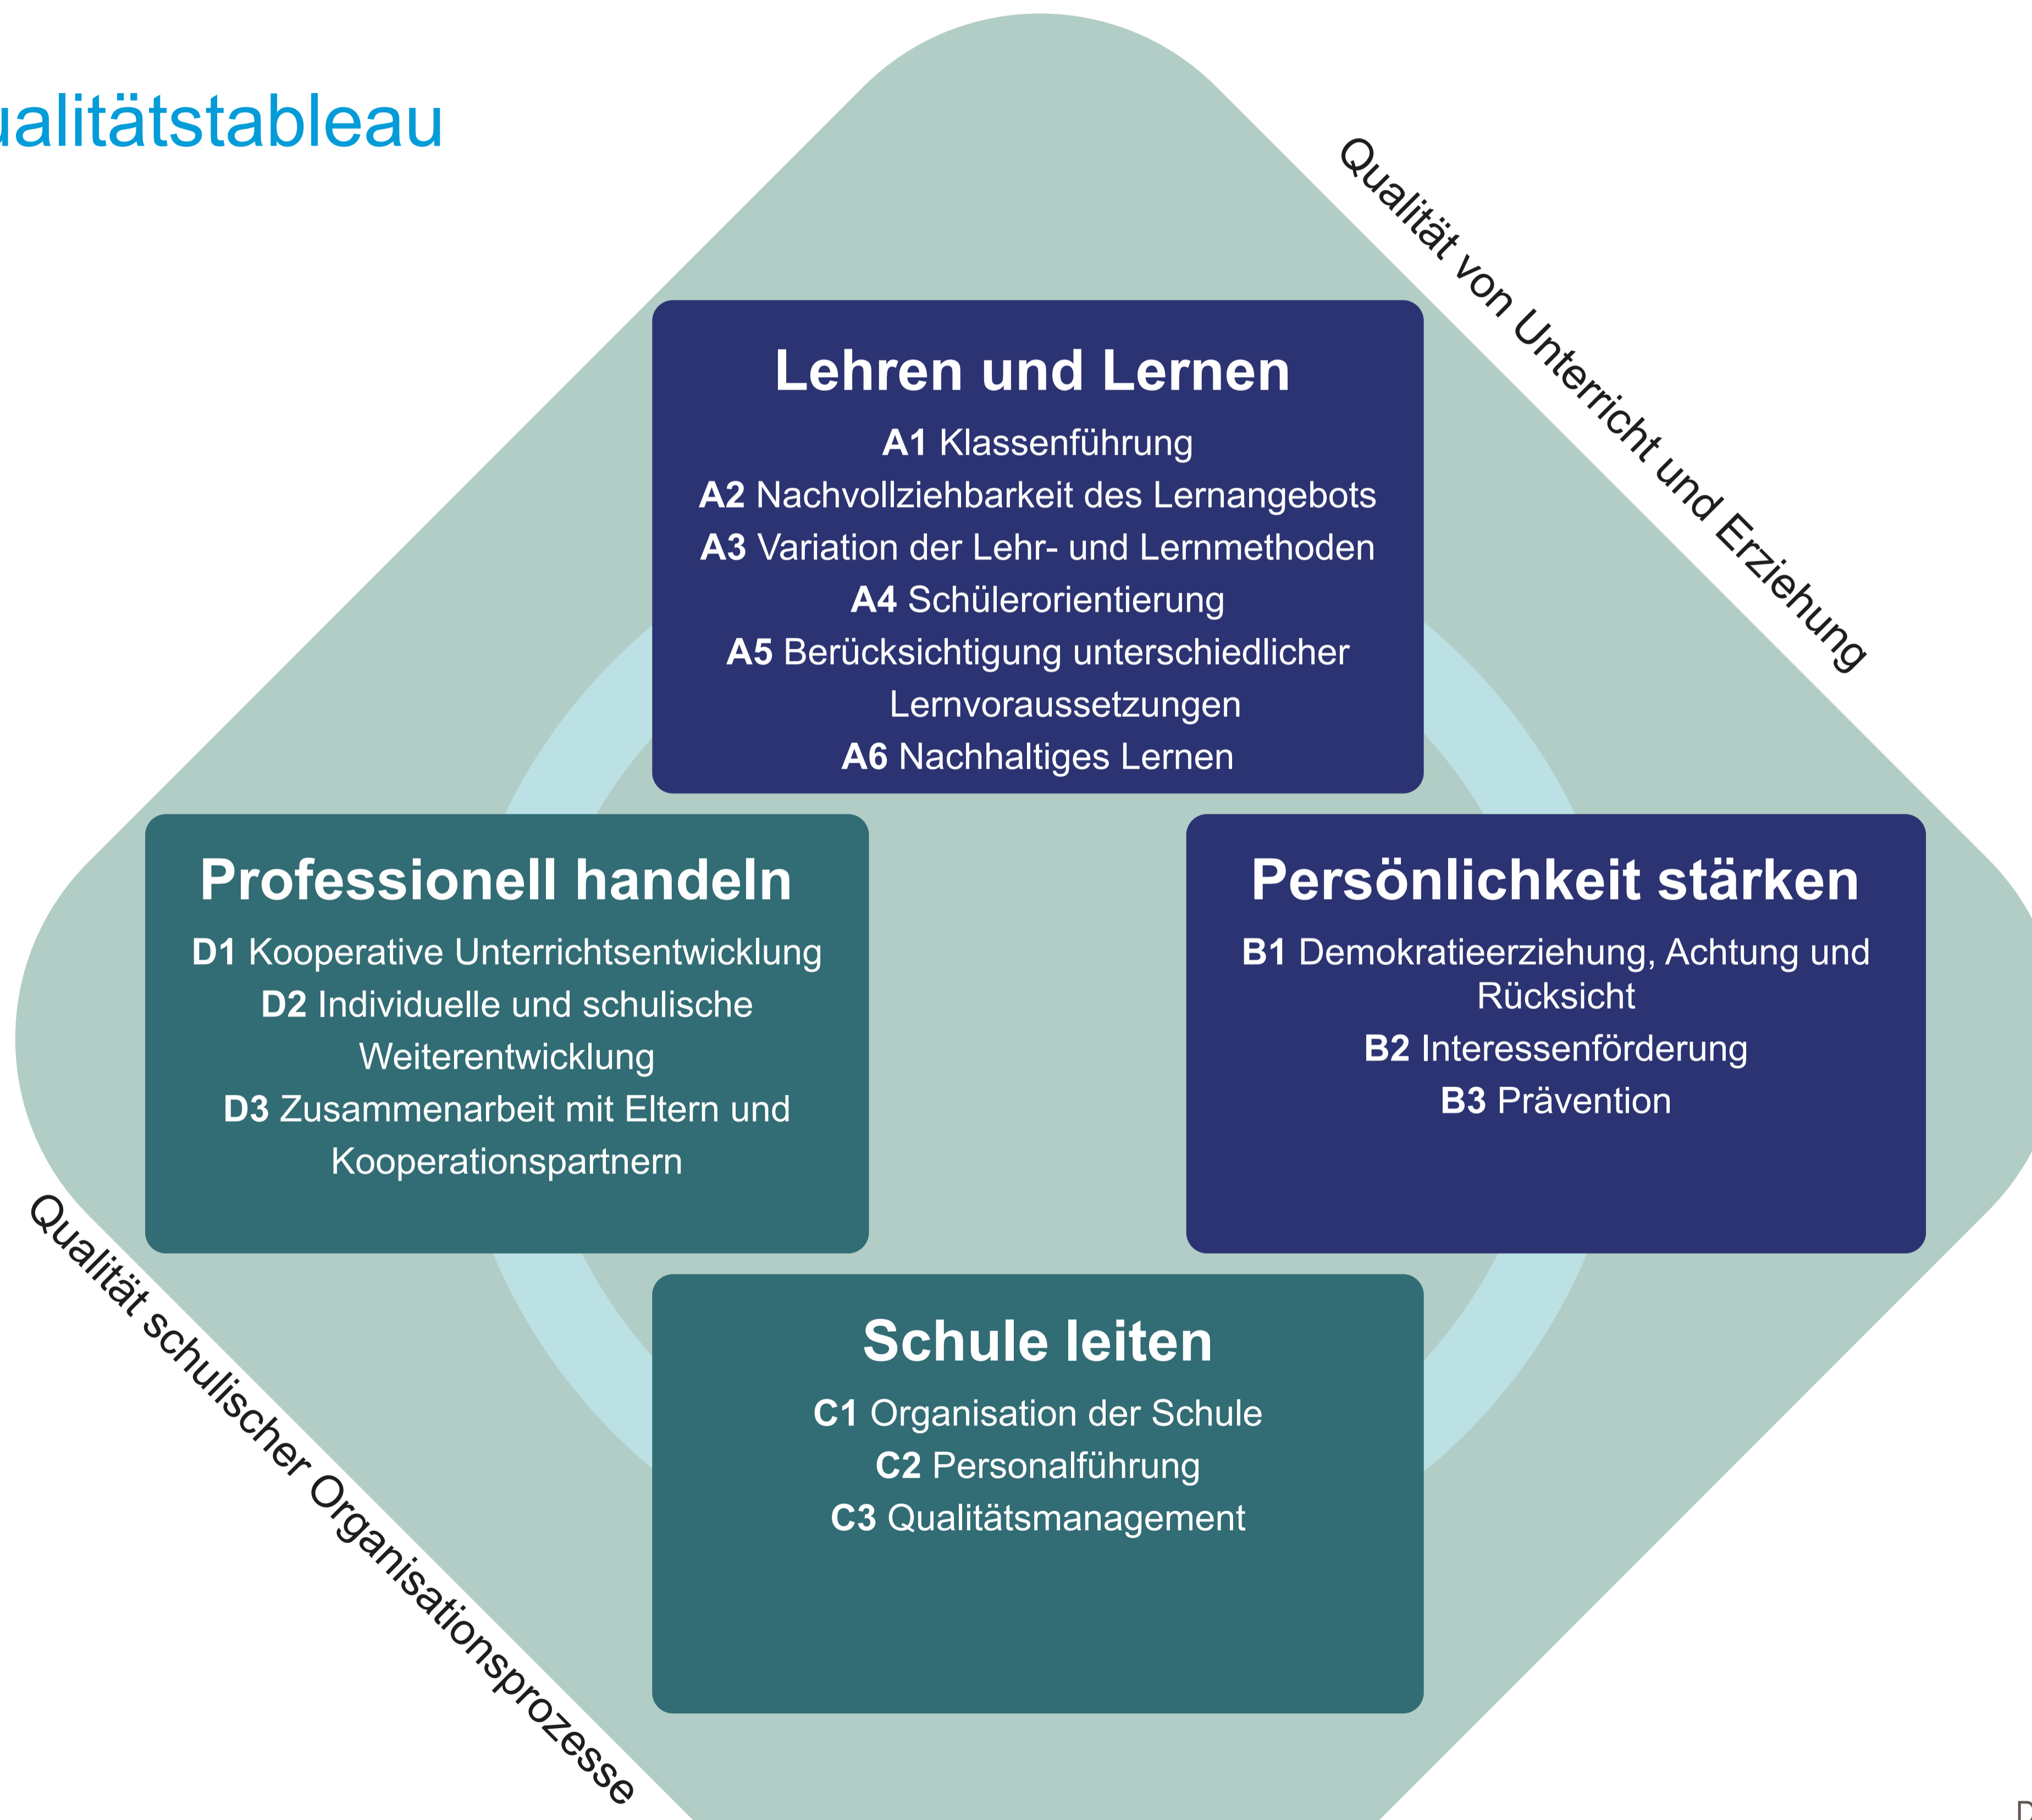 ualitätstableau
Qualität von Unterricht und Erziehung
Lehren und Lernen
A1 Klassenführung
A2 Nachvollziehbarkeit des Lernangebots
A3 Variation der Lehr- und Lernmethoden
A4 Schülerorientierung
A5 Berücksichtigung unterschiedlicher
Lernvoraussetzungen
A6 Nachhaltiges Lernen
Professionell handeln
D1 Kooperative Unterrichtsentwicklung
D2 Individuelle und schulische
Weiterentwicklung
D3 Zusammenarbeit mit Eltern und
Kooperationspartnern
Persönlichkeit stärken
B1 Demokratieerziehung, Achtung und
Rücksicht
B2 Interessenförderung
B3 Prävention
Qualität schulischer Organisationsprozesse
Schule leiten
C1 Organisation der Schule
C2 Personalführung
C3 Qualitätsmanagement